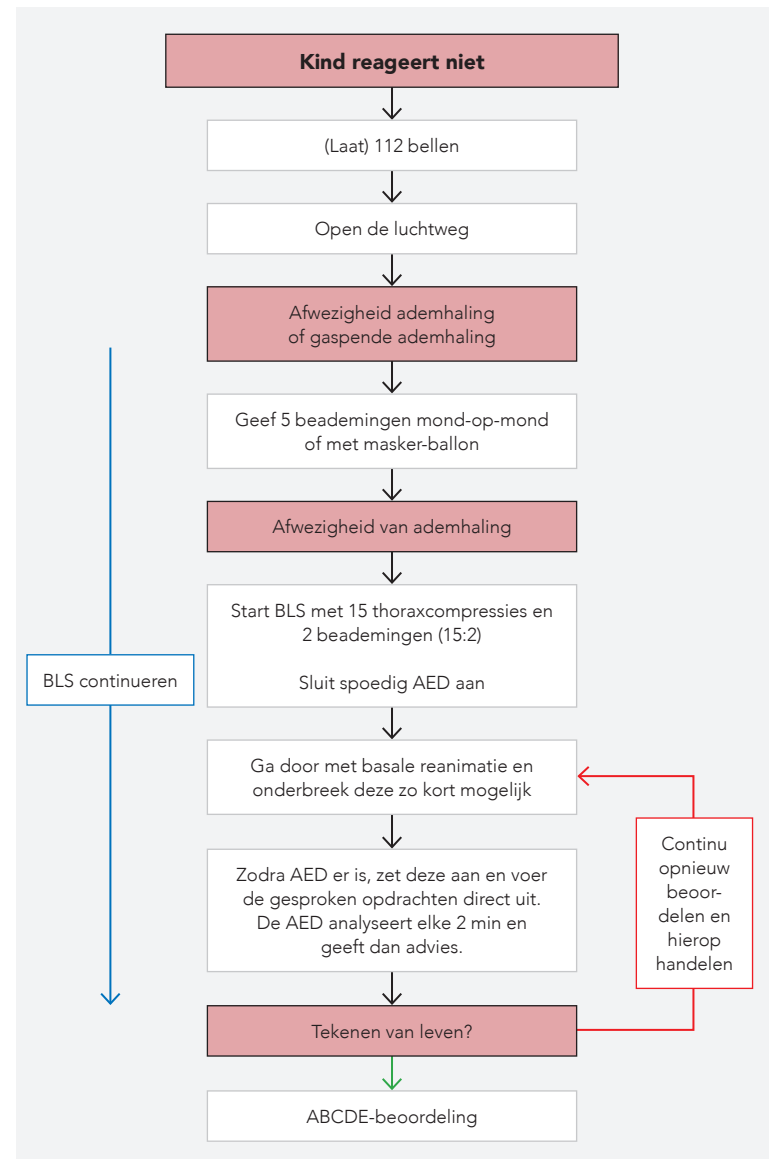 Kind reageert niet
(Laat) 112 bellen
Open de luchtweg
Afwezigheid ademhaling
of gaspende ademhaling
Geef 5 beademingen mond-op-mond
of met masker-ballon
Afwezigheid van ademhaling
Start BLS met 15 thoraxcompressies en
2 beademingen (15:2)
Sluit spoedig AED aan
BLS continueren
Ga door met basale reanimatie en
onderbreek deze zo kort mogelijk
Zodra AED er is, zet deze aan en voer
de gesproken opdrachten direct uit.
De AED analyseert elke 2 min en
geeft dan advies.
Continu
opnieuw
beoor-
delen en
hierop
handelen
Tekenen van leven?
ABCDE-beoordeling